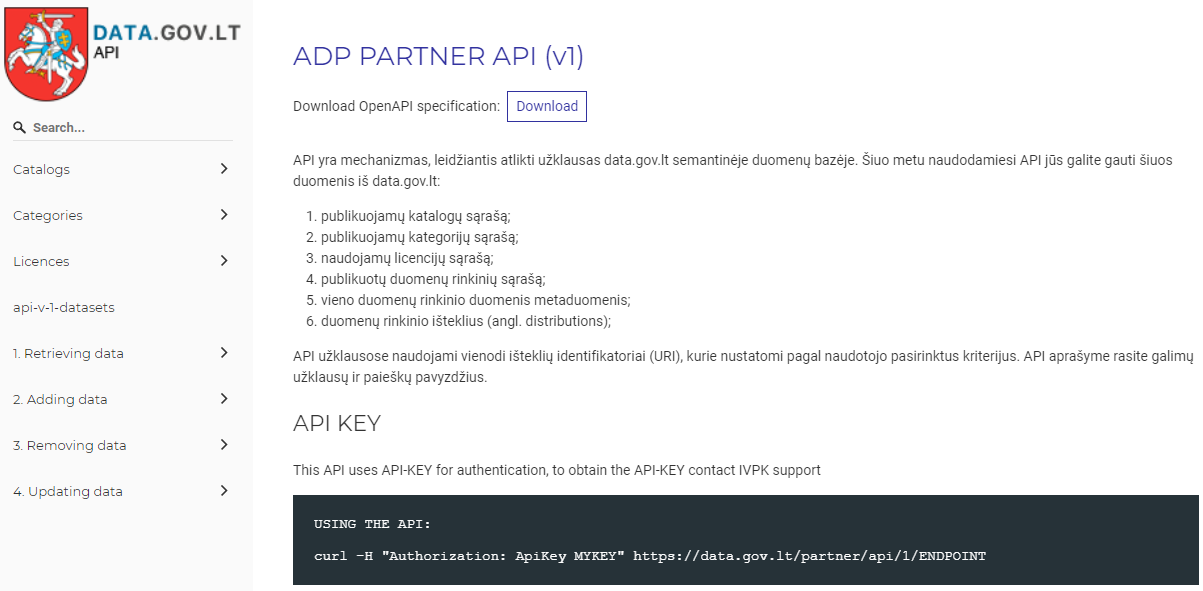 DATA.GOV.LT
API
Search...
Catalogs
Categories
Licences
api-v-1-datasets
1. Retrieving data
2. Adding data
3. Removing data
4. Updating data
ADP PARTNER API (v1)
Download OpenAPI specification: Download
API yra mechanizmas, leidžiantis atlikti užklausas data.gov.lt semantinėje duomenų bazėje. Šiuo metu naudodamiesi API jūs galite gauti šiuos
duomenis iš data.gov.lt:
1. publikuojamų katalogų sąrašą;
2. publikuojamų kategorijų sąrašą;
3. naudojamų licencijų sąrašą;
4. publikuotų duomenų rinkinių sąrašą;
5. vieno duomenų rinkinio duomenis metaduomenis;
6. duomenų rinkinio išteklius (angl. distributions);
API užklausose naudojami vienodi išteklių identifikatoriai (URI), kurie nustatomi pagal naudotojo pasirinktus kriterijus. API aprašyme rasite galimų
užklausų ir paieškų pavyzdžius.
API KEY
This API uses API-KEY for authentication, to obtain the API-KEY contact IVPK support
USING THE API:
curl -H "Authorization: ApiKey MYKEY" https://data.gov.lt/partner/api/1/ENDPOINT